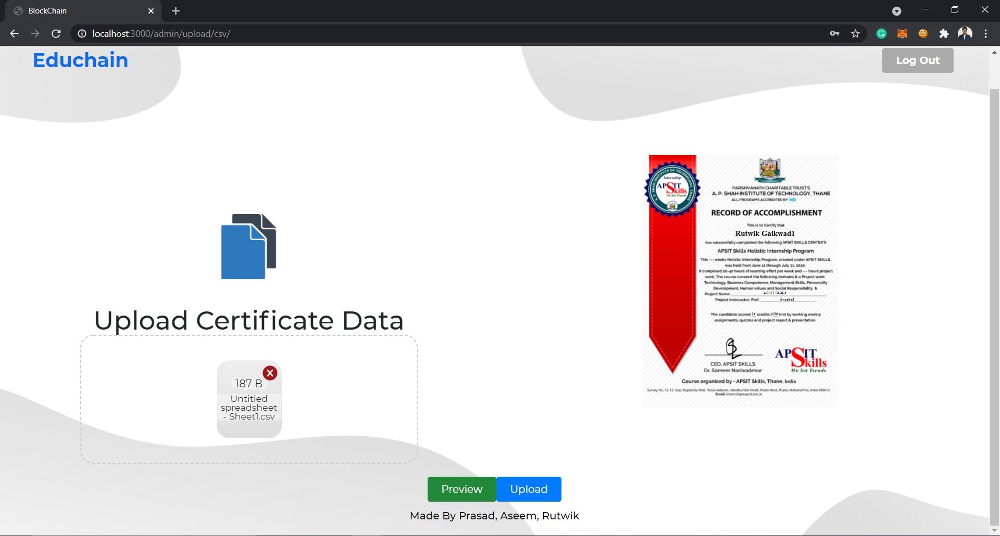 BlockChain
localhost:3000/admin/upload/csv/
Educhain
Log Out
Upload Certificate Data
187 B
Untitled
spreadsheet
- Sheet1.csv
A. P. SHAH INSTITUTE OF TECHNOLOGY, THANE
Internship
APSIT
Skills
We Set Trends
PARSHVANATH CHARITABLE TRUST'S
A. P. SHAH INSTITUTE OF TECHNOLOGY, THANE
ALL PROGRAMS ACCREDITED BY
RECORD OF ACCOMPLISHMENT
This is to Certify that
Rutwik Gaikwad1
has successfully completed the following APSIT SKILLS CENTER'S
APSIT Skills Holistic Internship Program
This --- weeks Holistic Internship Program, created under APSIT SKILLS,
was held from June 11 through July 31, 2020.
It comprised 20-40 hours of learning effort per week and --- hours project
work. The course covered the following domains & a Project work:
Technology, Business Competence, Management Skills, Personality
Development, Human values and Social Responsibility &
Project Name: APSIT Skills1
Project Instrcuctor: Prof. Anagha1
The candidate scored 21 credits ( hrs) by working weekly
assignments, quizzes and project report & presentation.
CEO, APSIT SKILLS
Dr. Sameer Nanivadekar
APSIT
Skills
We Set Trends
Course organised by - APSIT Skills, Thane, India
Survey No. 12, 13, Opp. Hypercity Mall, Kasarvadavali, Ghodbunder Road, Thane West, Thane, Maharashtra, India 400615.
Email: internship@apsit.edu.in
Preview
Upload
Made By Prasad, Aseem, Rutwik